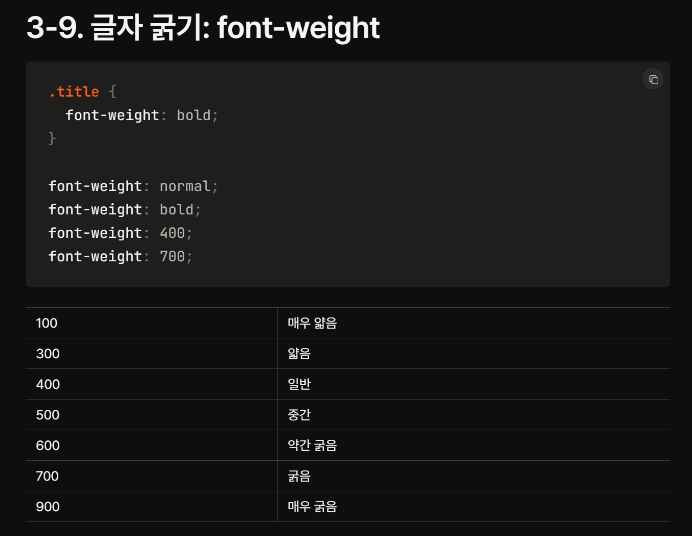 3-9. 글자 굵기: font-weight
.title {
font-weight: bold;
}
font-weight: normal;
font-weight: bold;
font-weight: 400;
font-weight: 700;
100 매우 얇음
300 얇음
400 일반
500 중간
600 약간 굵음
700 굵음
900 매우 굵음